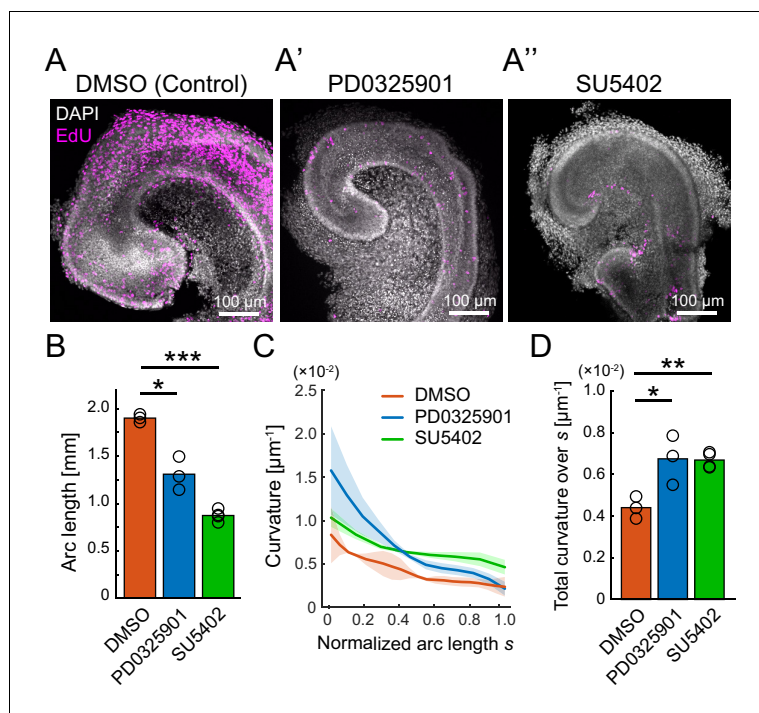 A
DMSO (Control)
A'
PD0325901
A''
SU5402
DAPI
EdU
100 µm
100 µm
100 µm
B
***
*
Arc length [mm]
2.0
1.5
1.0
0.5
0
DMSO
PD0325901
SU5402
C
(×10⁻²)
DMSO
PD0325901
SU5402
Curvature [µm⁻¹]
2.5
2.0
1.5
1.0
0.5
0
0
0.2
0.4
0.6
0.8
1.0
Normalized arc length s
D
(×10⁻²)
**
*
Total curvature over s [µm⁻¹]
1.0
0.8
0.6
0.4
0.2
0
DMSO
PD0325901
SU5402